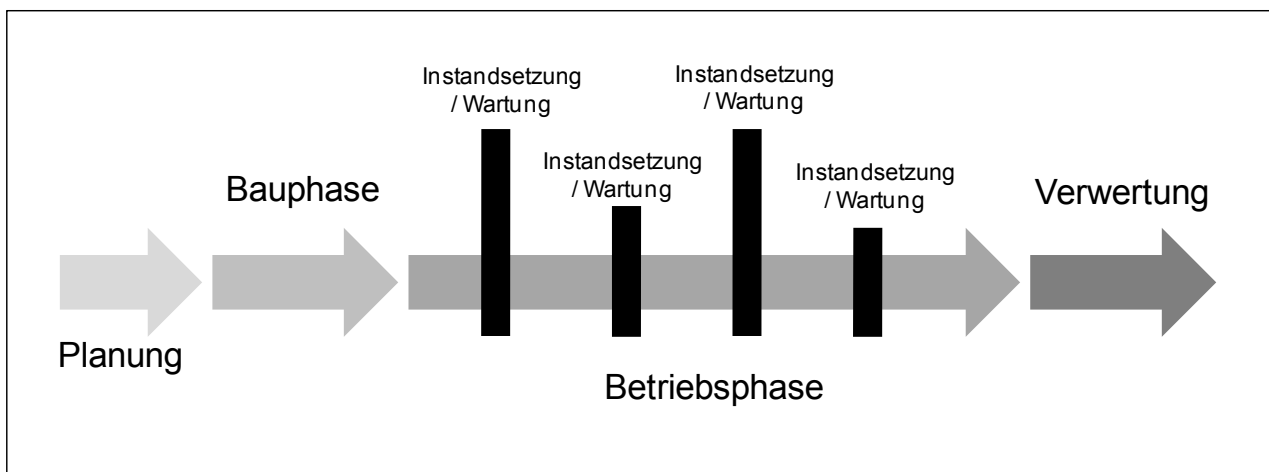 Planung
Bauphase
Instandsetzung
/ Wartung
Instandsetzung
/ Wartung
Instandsetzung
/ Wartung
Instandsetzung
/ Wartung
Betriebsphase
Verwertung